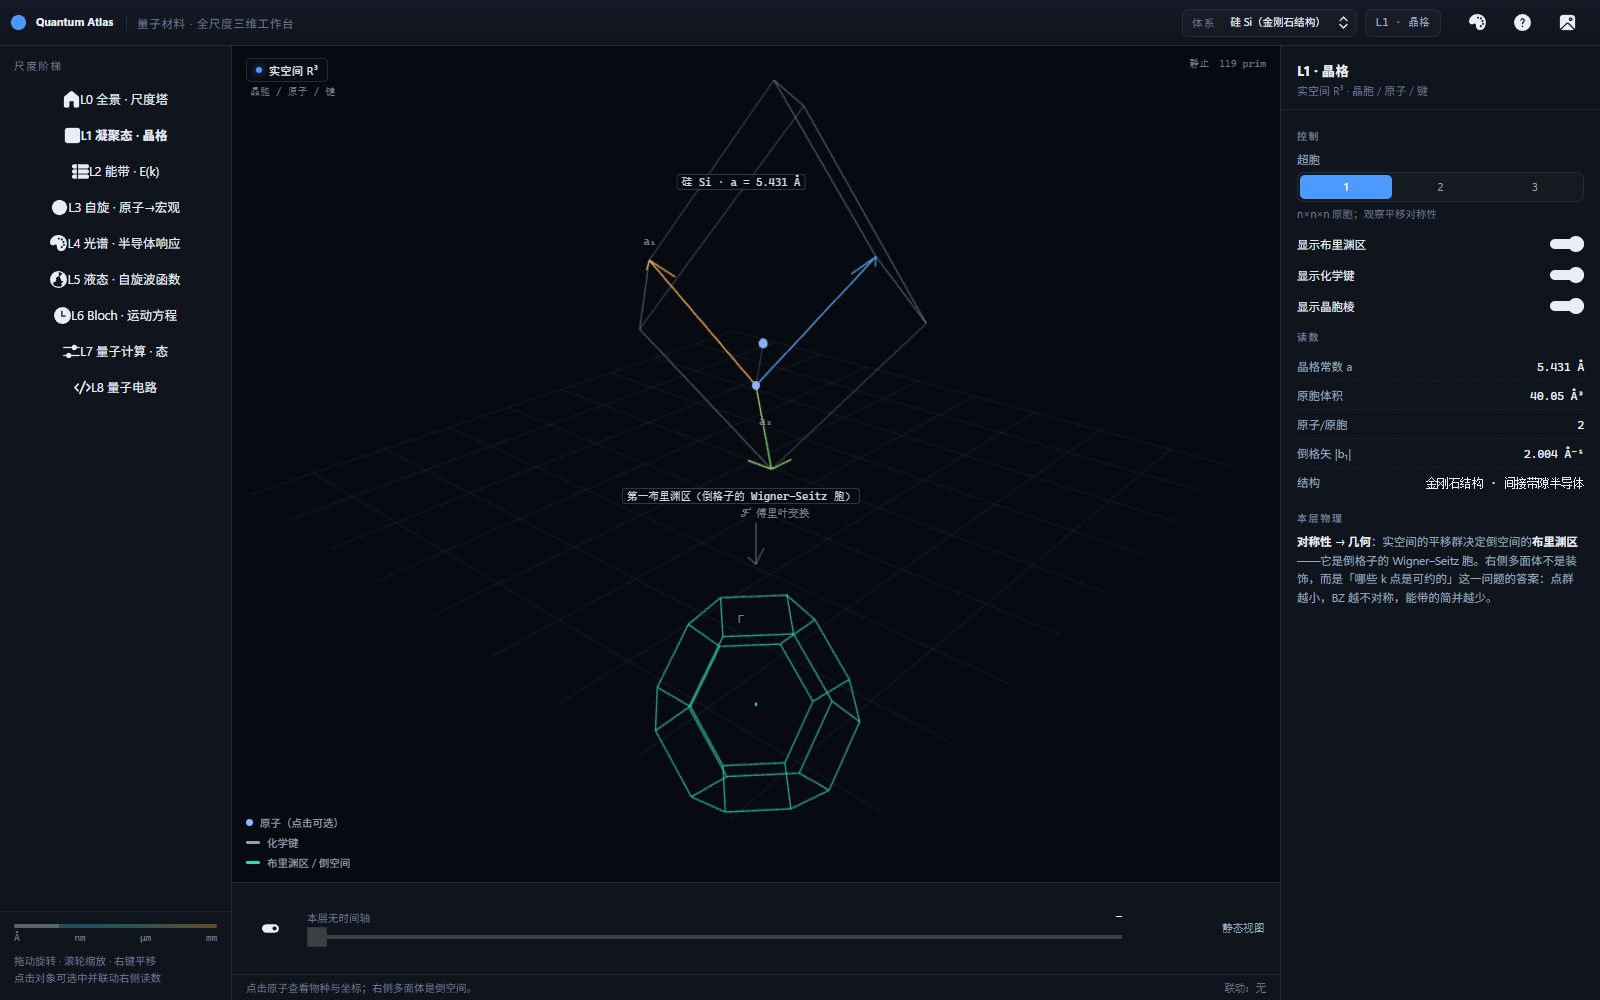 Quantum Atlas
量子材料 · 全尺度三维工作台
体系 硅 Si（金刚石结构）
L1 · 晶格
尺度阶梯
L0 全景 · 尺度塔
L1 凝聚态 · 晶格
L2 能带 · E(k)
L3 自旋 · 原子→宏观
L4 光谱 · 半导体响应
L5 液态 · 自旋波函数
L6 Bloch · 运动方程
L7 量子计算 · 态
L8 量子电路
Å nm μm mm
拖动旋转 · 滚轮缩放 · 右键平移
点击对象可选中并联动右侧读数
实空间 R³
晶胞 / 原子 / 键
静止 119 prim
硅 Si · a = 5.431 Å
a₁
a₂
第一布里渊区（倒格子的 Wigner–Seitz 胞）
ℱ 傅里叶变换
Γ
原子（点击可选）
化学键
布里渊区 / 倒空间
本层无时间轴
—
静态视图
点击原子查看物种与坐标；右侧多面体是倒空间。
联动：无
L1 · 晶格
实空间 R³ · 晶胞 / 原子 / 键
控制
超胞
1 2 3
n×n×n 原胞；观察平移对称性
显示布里渊区
显示化学键
显示晶胞棱
读数
晶格常数 a 5.431 Å
原胞体积 40.05 Å³
原子/原胞 2
倒格矢 |b₁| 2.004 Å⁻¹
结构 金刚石结构 · 间接带隙半导体
本层物理
对称性 → 几何：实空间的平移群决定倒空间的布里渊区
——它是倒格子的 Wigner–Seitz 胞。右侧多面体不是装
饰，而是「哪些 k 点是可约的」这一问题的答案：点群
越小，BZ 越不对称，能带的简并越少。